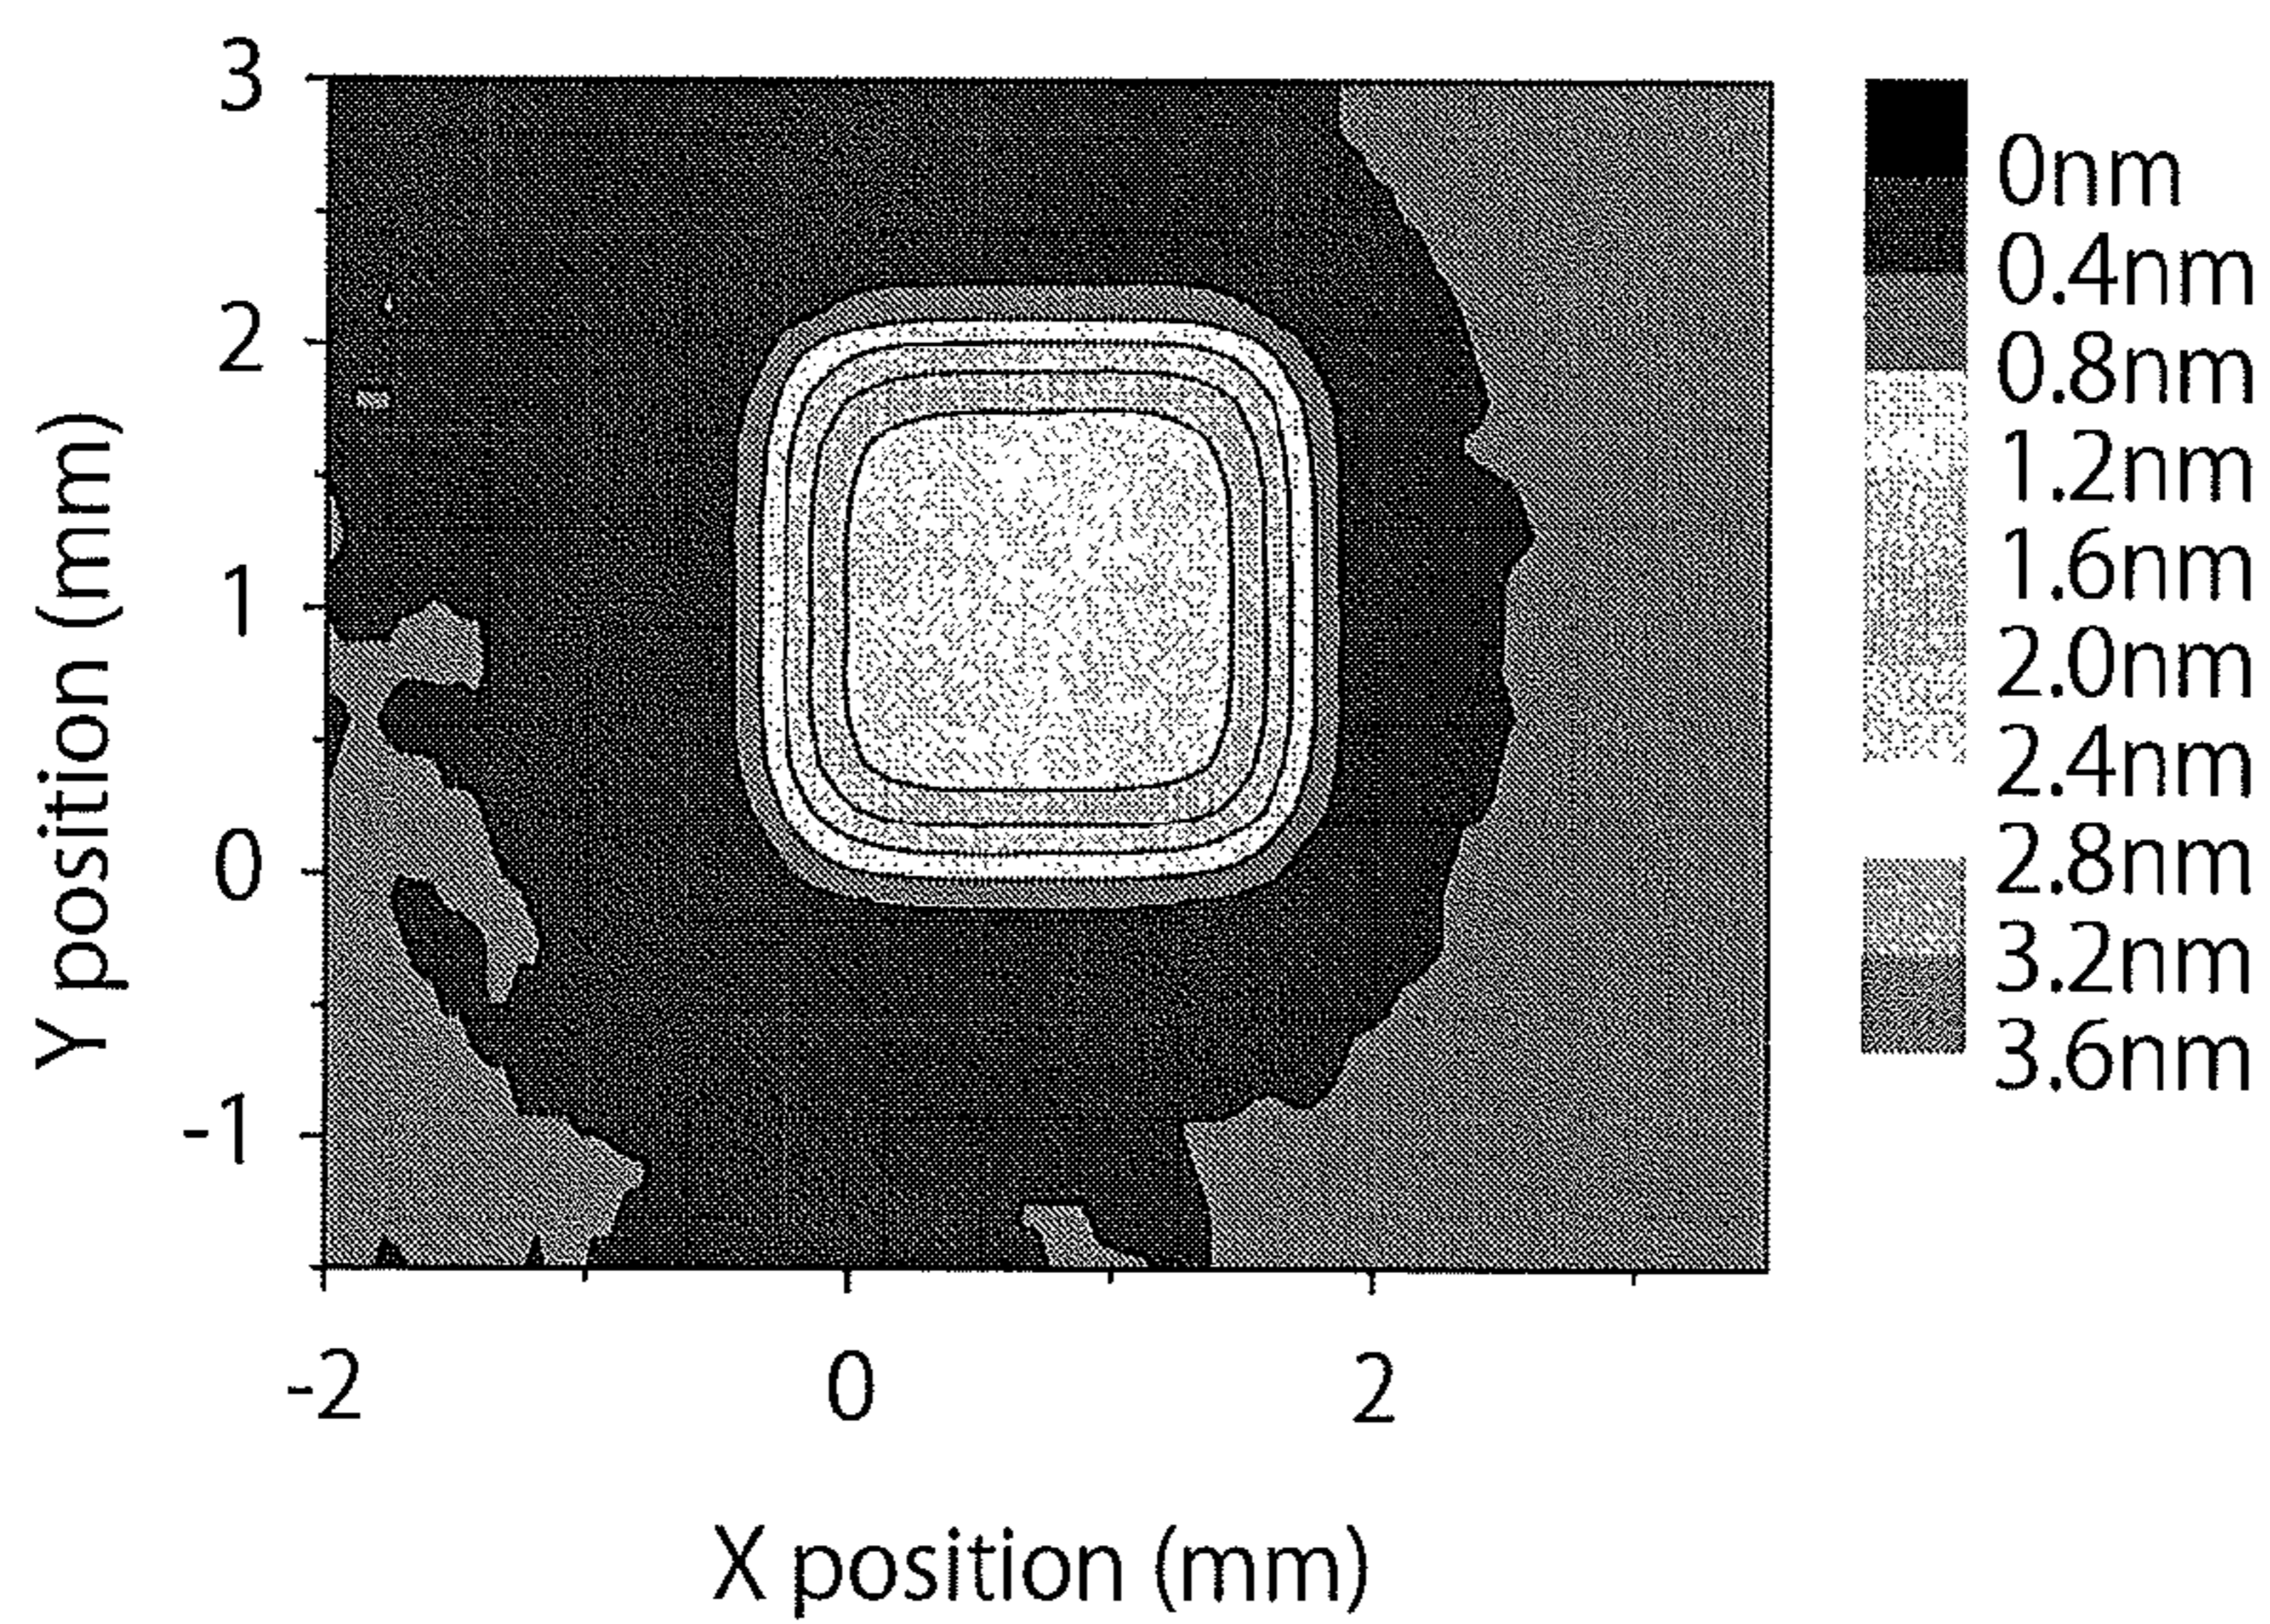 3
2
1
0
-1
Y position (mm)
-2
0
2
X position (mm)
0nm
0.4nm
0.8nm
1.2nm
1.6nm
2.0nm
2.4nm
2.8nm
3.2nm
3.6nm